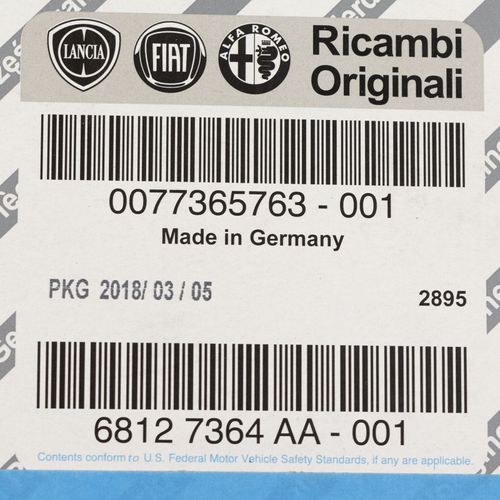 LANCIA
FIAT
ALFA ROMEO
Ricambi
Originali
0077365763 - 001
Made in Germany
PKG 2018/ 03 / 05
2895
6812 7364 AA - 001
Contents conform to U.S. Federal Motor Vehicle Safety Standards, if any are applicable.